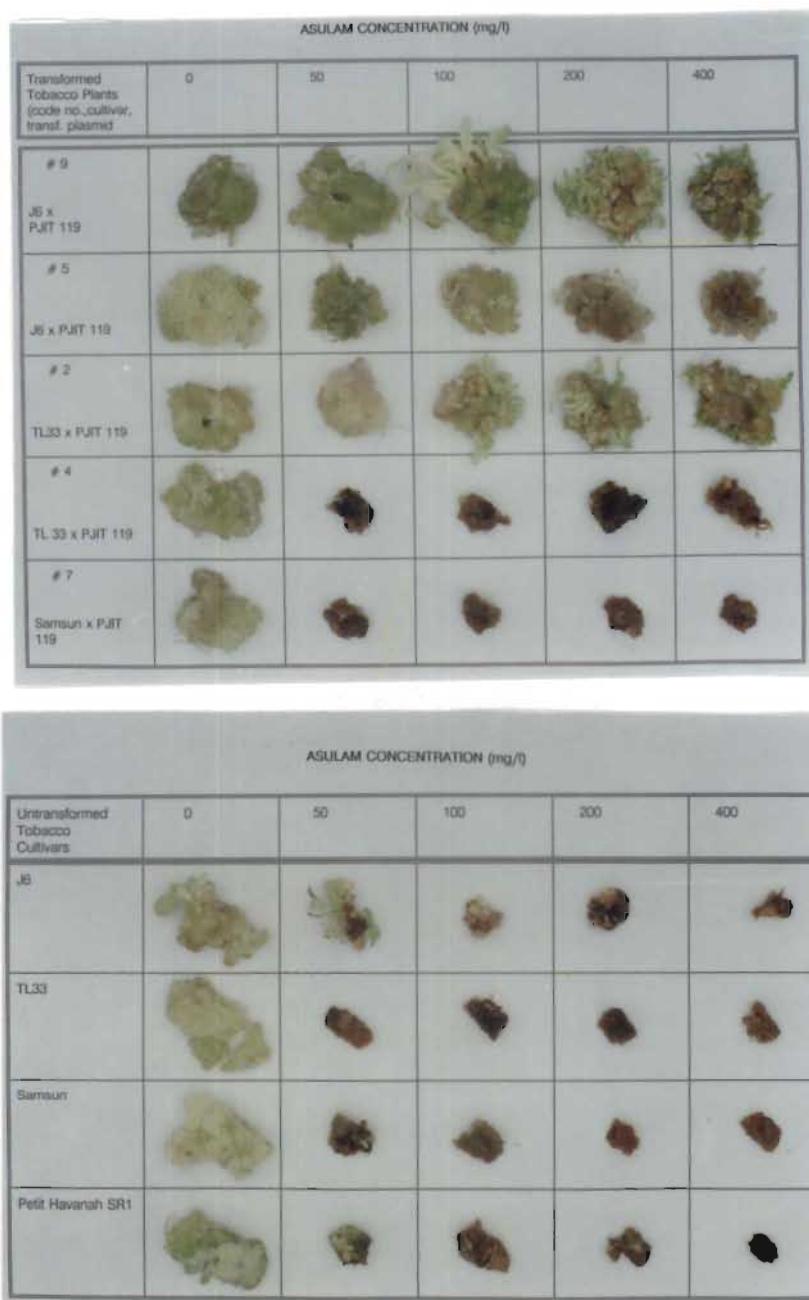 ASULAM CONCENTRATION (mg/l)
Transformed
Tobacco Plants
(code no.,cultivar,
transf. plasmid
0
50
100
200
400
# 9
J6 x
PJIT 119
# 5
J6 x PJIT 119
# 2
TL33 x PJIT 119
# 4
TL 33 x PJIT 119
# 7
Samsun x PJIT
119
ASULAM CONCENTRATION (mg/l)
Untransformed
Tobacco
Cultivars
0
50
100
200
400
J6
TL33
Samsun
Petit Havanah SR1